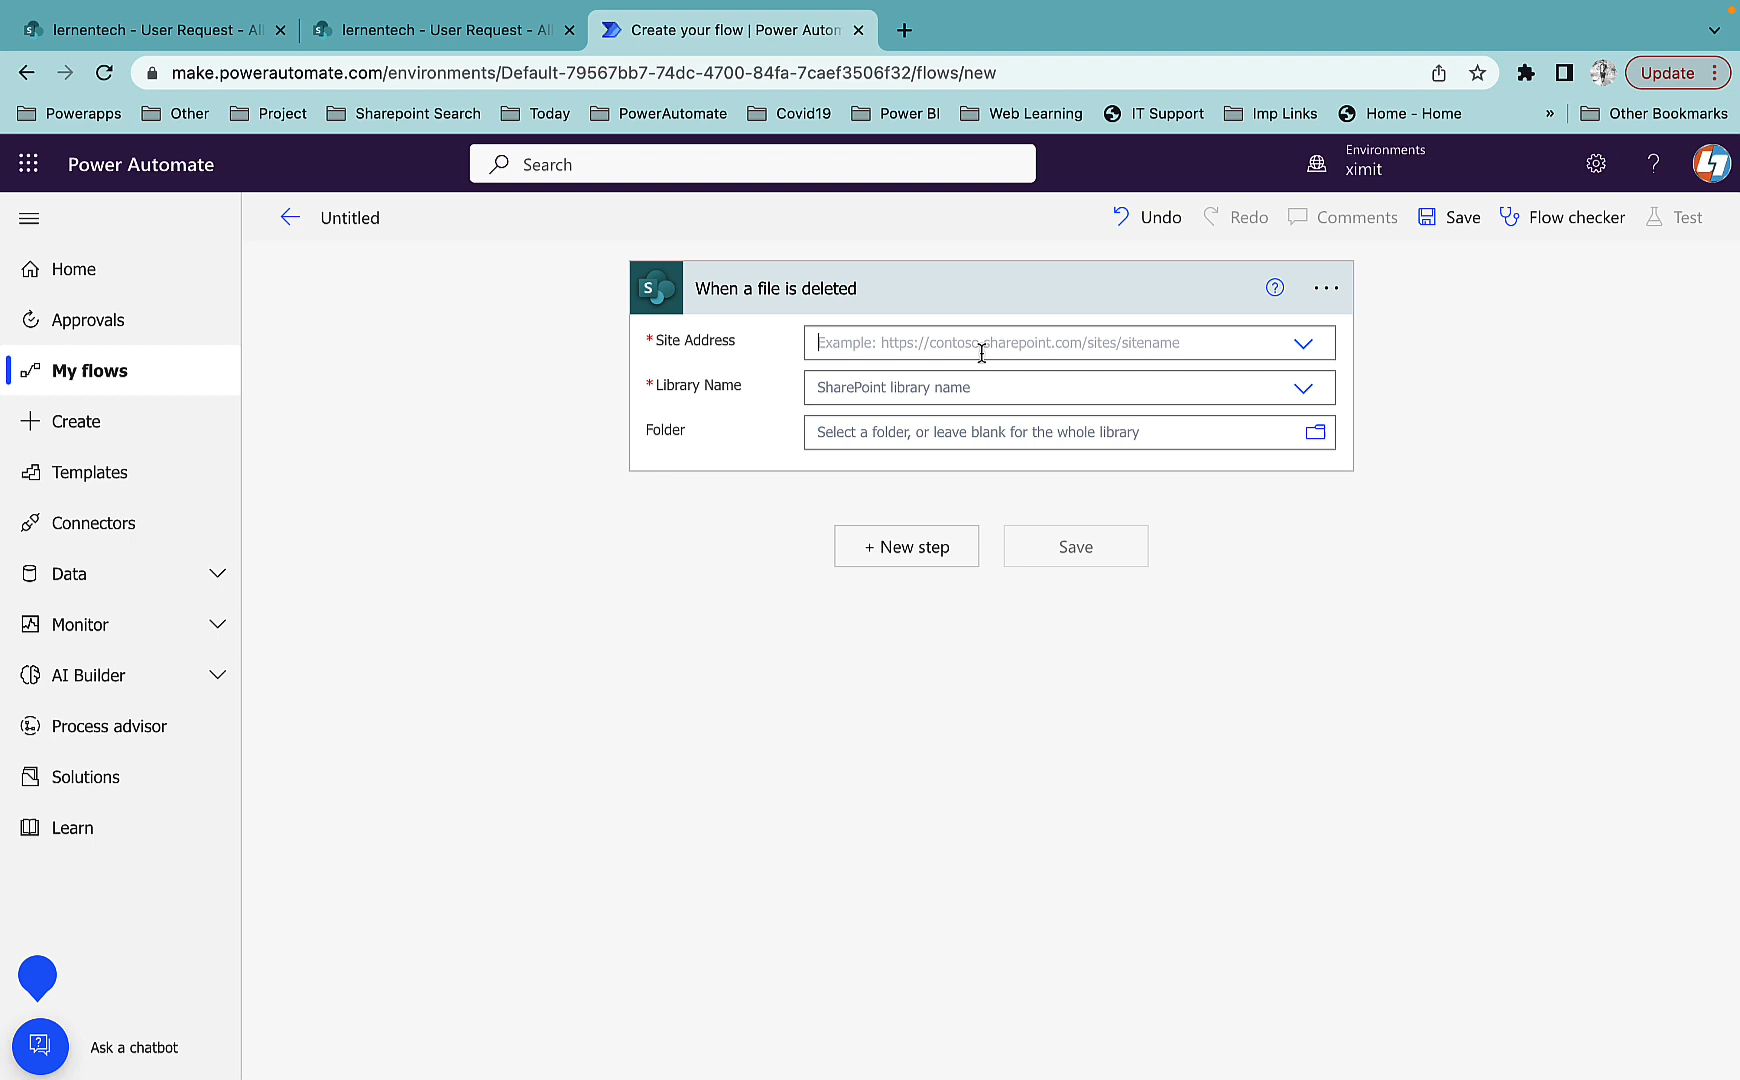 lernentech - User Request - All
lernentech - User Request - All
Create your flow | Power Autom
make.powerautomate.com/environments/Default-79567bb7-74dc-4700-84fa-7caef3506f32/flows/new
Update
Powerapps
Other
Project
Sharepoint Search
Today
PowerAutomate
Covid19
Power BI
Web Learning
IT Support
Imp Links
Home - Home
»
Other Bookmarks
Power Automate
Search
Environments
ximit
?
Untitled
Undo
Redo
Comments
Save
Flow checker
Test
Home
Approvals
My flows
Create
Templates
Connectors
Data
Monitor
AI Builder
Process advisor
Solutions
Learn
Ask a chatbot
S
When a file is deleted
?
...
* Site Address
Example: https://contoso.sharepoint.com/sites/sitename
* Library Name
SharePoint library name
Folder
Select a folder, or leave blank for the whole library
+ New step
Save